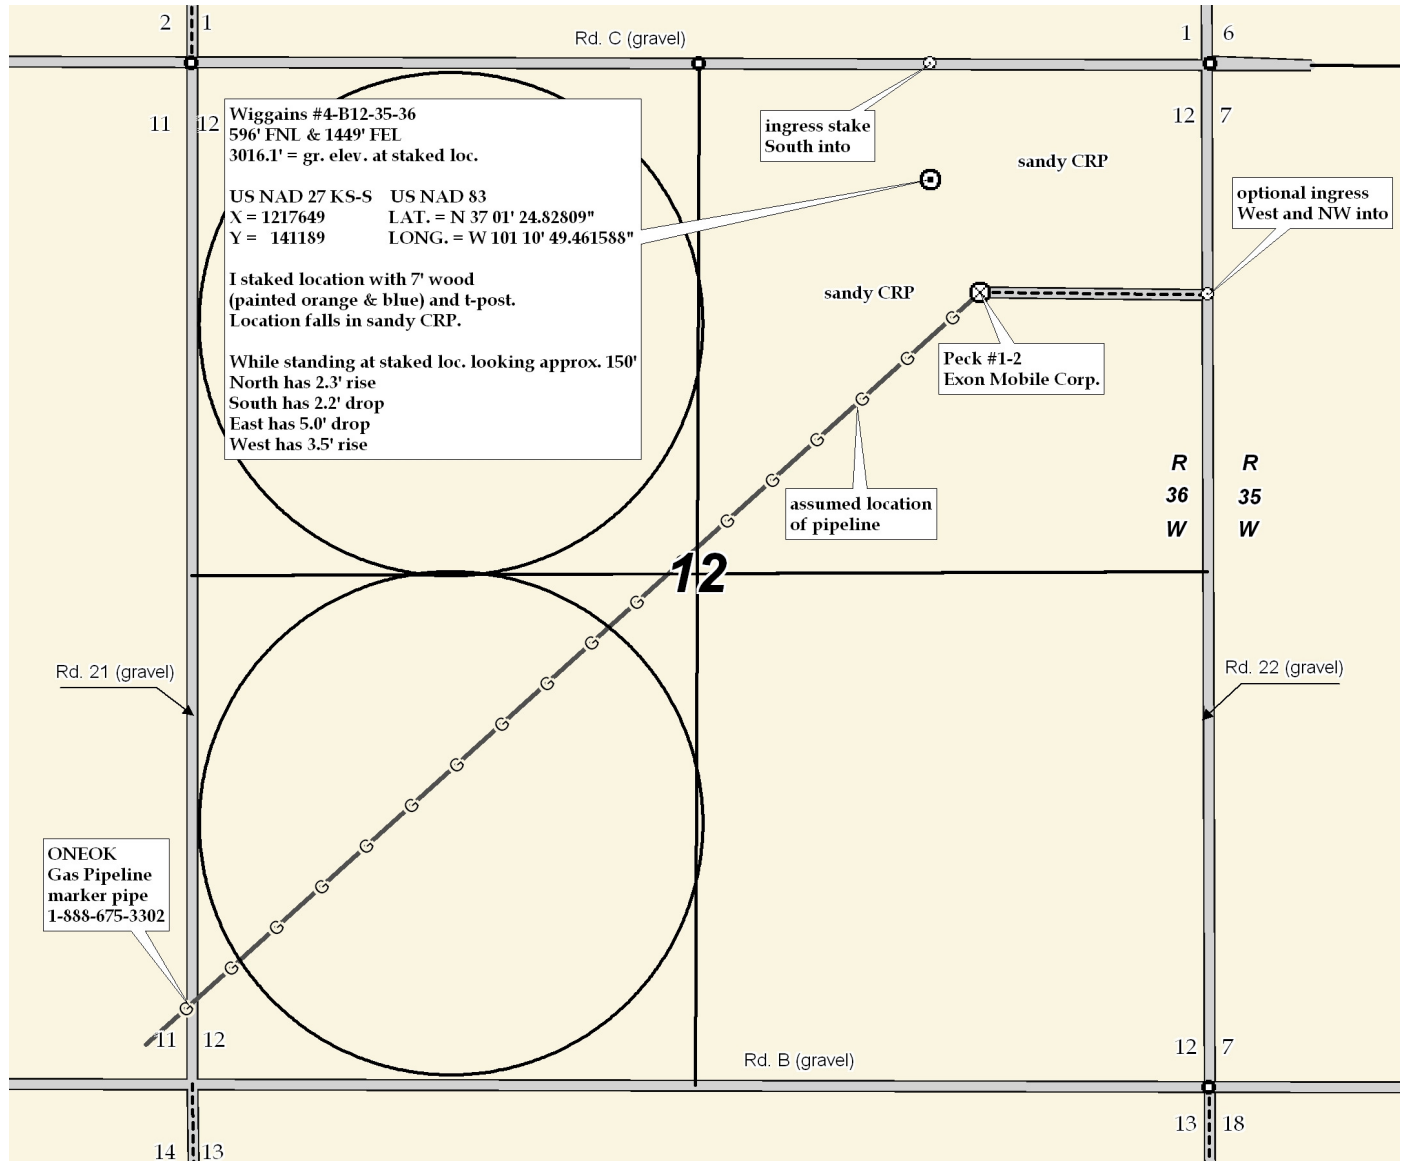 2 1
Rd. C (gravel)
1 6
11 12
12 7
Wiggains #4-B12-35-36
596' FNL & 1449' FEL
3016.1' = gr. elev. at staked loc.
US NAD 27 KS-S US NAD 83
X = 1217649 LAT. = N 37 01' 24.82809"
Y = 141189 LONG. = W 101 10' 49.461588"
I staked location with 7' wood
(painted orange & blue) and t-post.
Location falls in sandy CRP.
While standing at staked loc. looking approx. 150'
North has 2.3' rise
South has 2.2' drop
East has 5.0' drop
West has 3.5' rise
ingress stake
South into
sandy CRP
optional ingress
West and NW into
sandy CRP
Peck #1-2
Exon Mobile Corp.
G
G
G
G
G
G
assumed location
of pipeline
R R
36 35
W W
12
G
G
G
G
G
G
G
G
G
G
G
Rd. 21 (gravel)
Rd. 22 (gravel)
ONEOK
Gas Pipeline
marker pipe
1-888-675-3302
11 12
12 7
Rd. B (gravel)
14 13
13 18